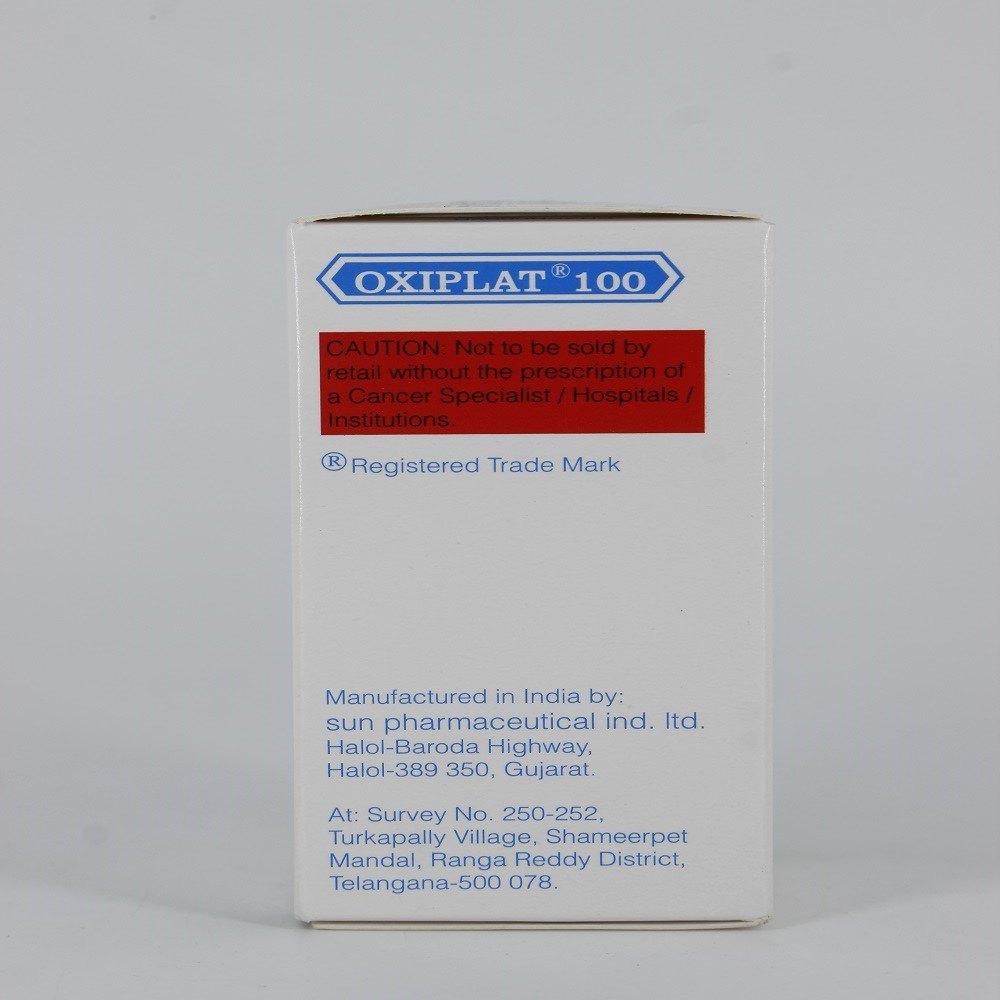 OXIPLAT® 100
CAUTION: Not to be sold by
retail without the prescription of
a Cancer Specialist / Hospitals /
Institutions.
® Registered Trade Mark
Manufactured in India by:
sun pharmaceutical ind. ltd.
Halol-Baroda Highway,
Halol-389 350, Gujarat.
At: Survey No. 250-252,
Turkapally Village, Shameerpet
Mandal, Ranga Reddy District,
Telangana-500 078.